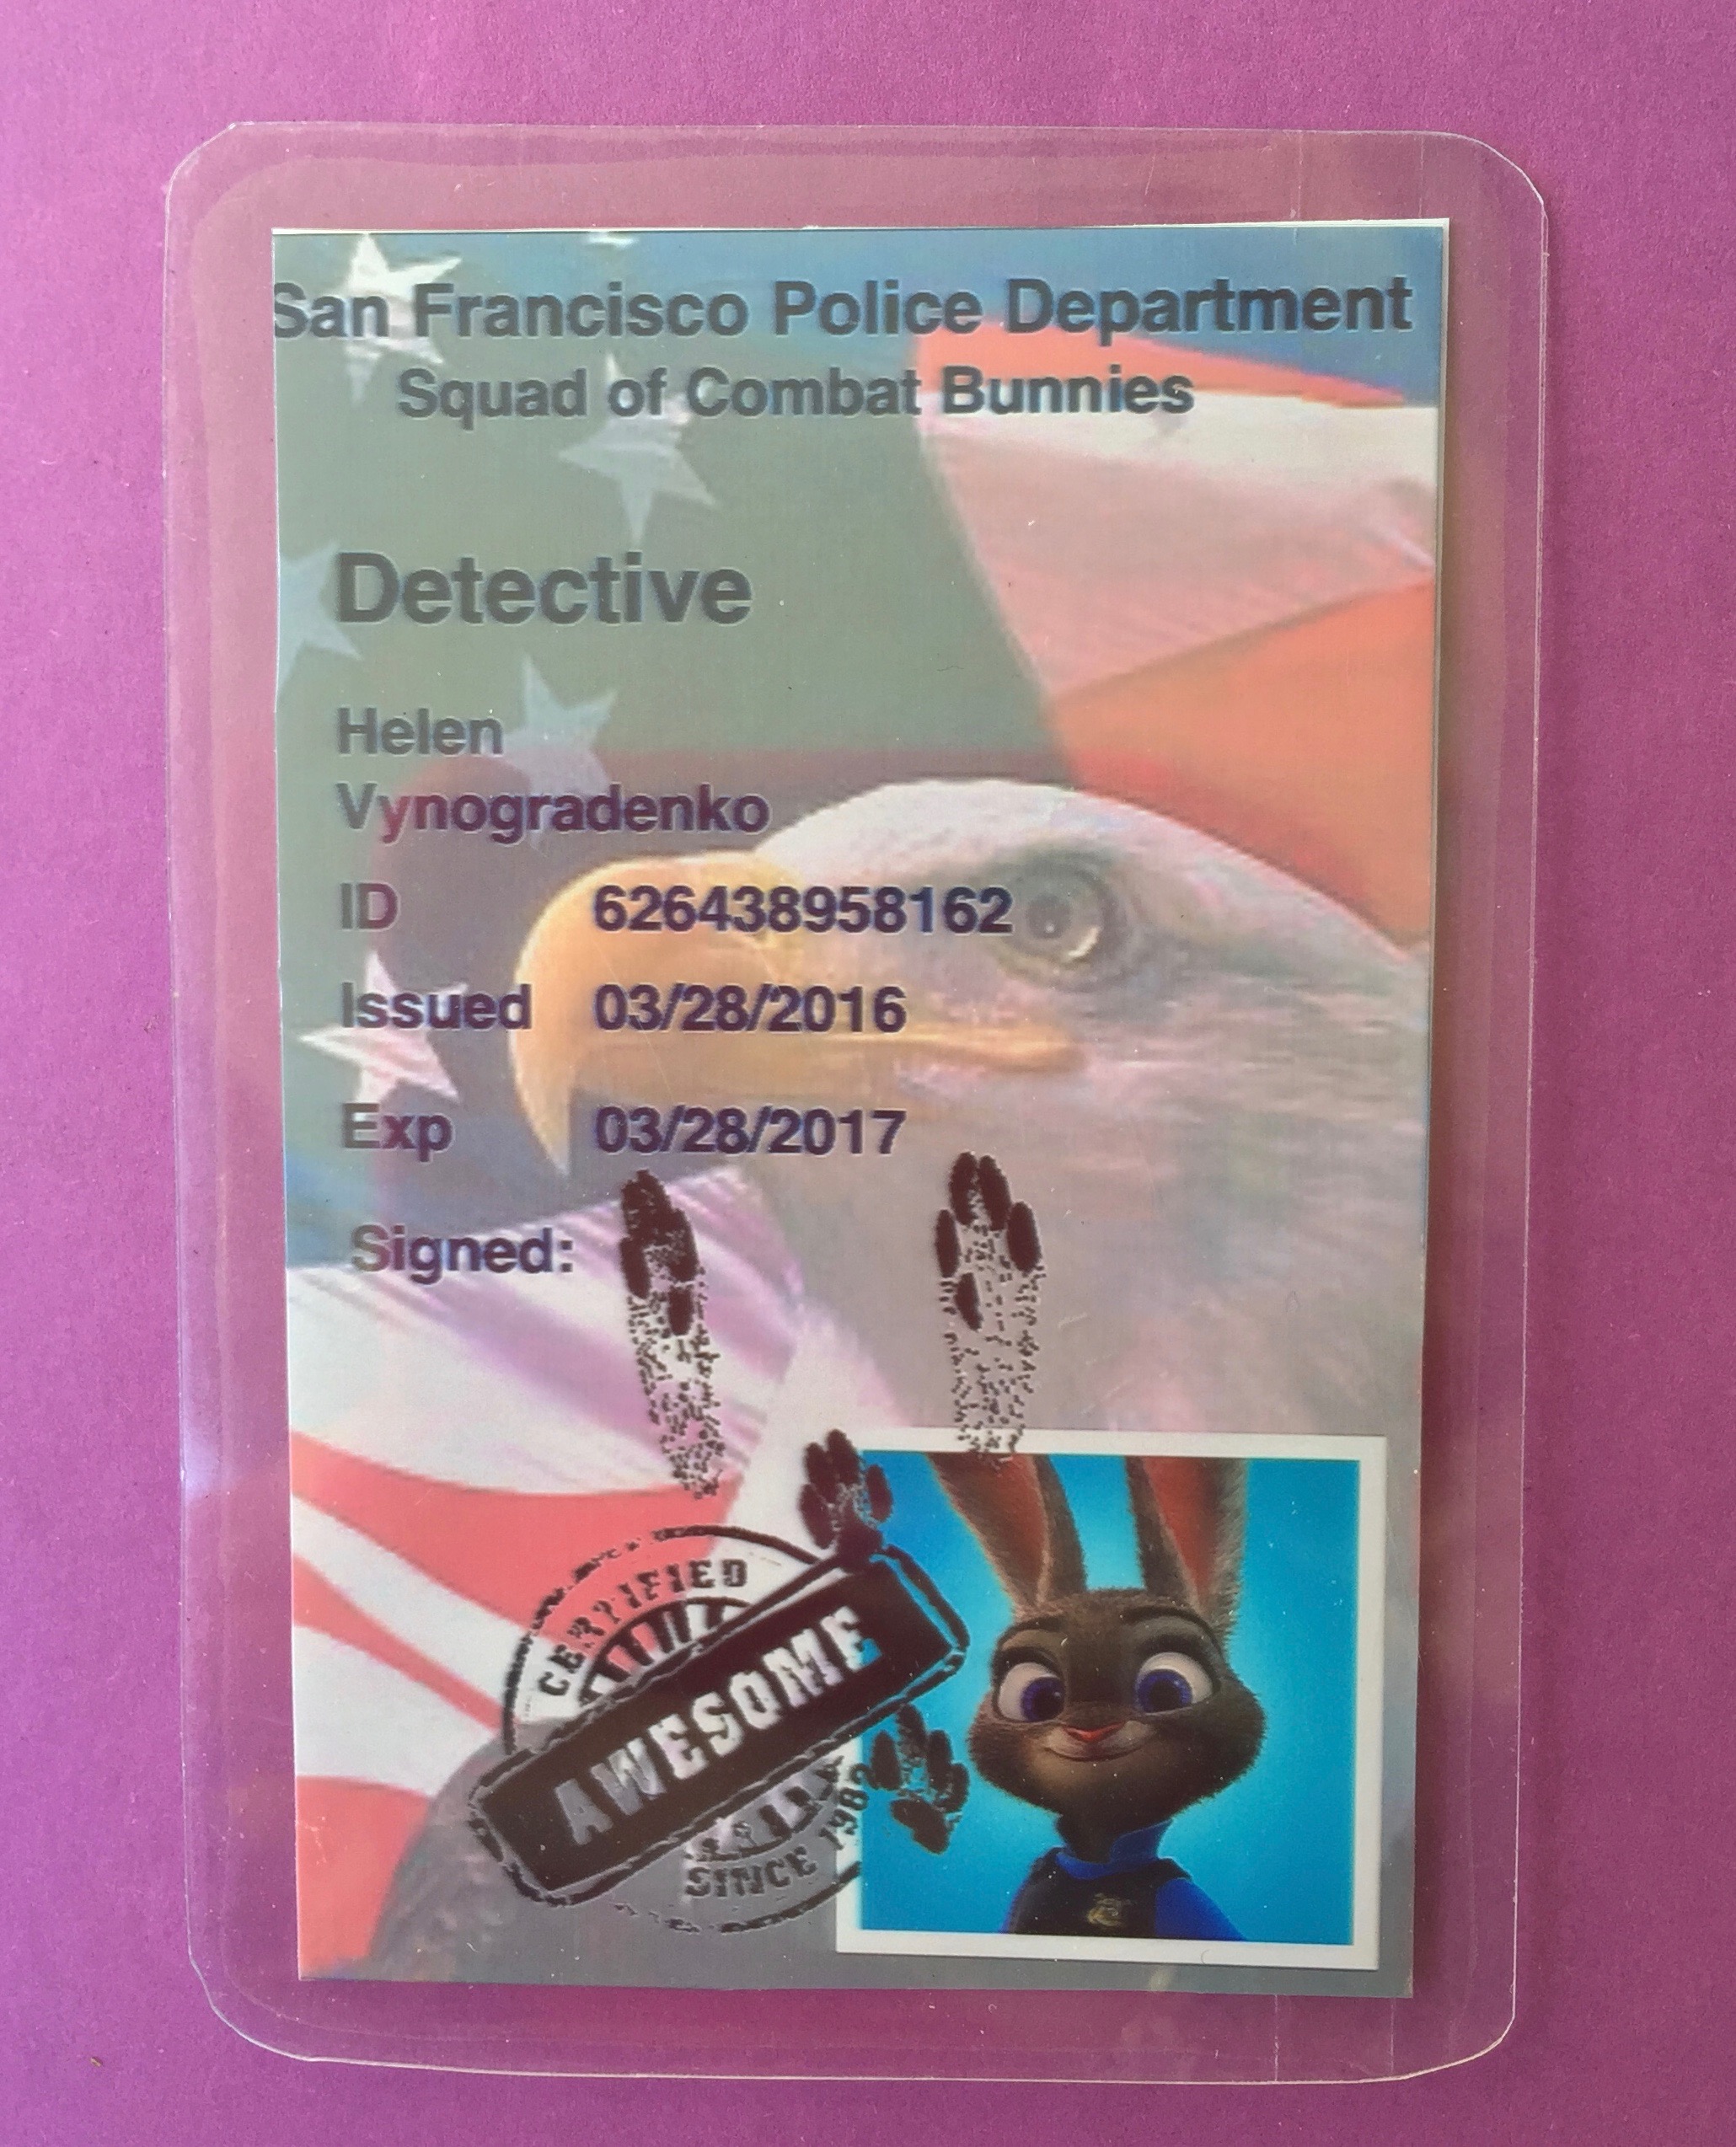 San Francisco Police Department
Squad of Combat Bunnies
Detective
Helen
Vynogradenko
ID 626438958162
Issued 03/28/2016
Exp 03/28/2017
Signed:
CERTIFIED
AWESOME
SINCE 1982